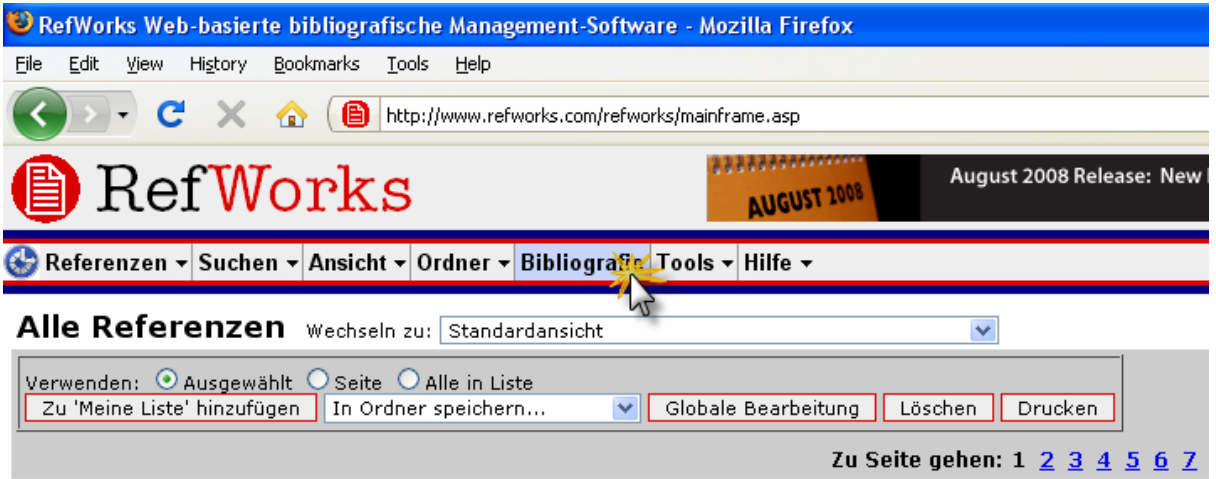 RefWorks Web-basierte bibliografische Management-Software - Mozilla Firefox
File Edit View History Bookmarks Tools Help
http://www.refworks.com/refworks/mainframe.asp
RefWorks
AUGUST 2008
August 2008 Release: New
Referenzen Suchen Ansicht Ordner Bibliografie Tools Hilfe
Alle Referenzen Wechseln zu: Standardansicht
Verwenden: Ausgewählt Seite Alle in Liste
Zu 'Meine Liste' hinzufügen In Ordner speichern... Globale Bearbeitung Löschen Drucken
Zu Seite gehen: 1 2 3 4 5 6 7